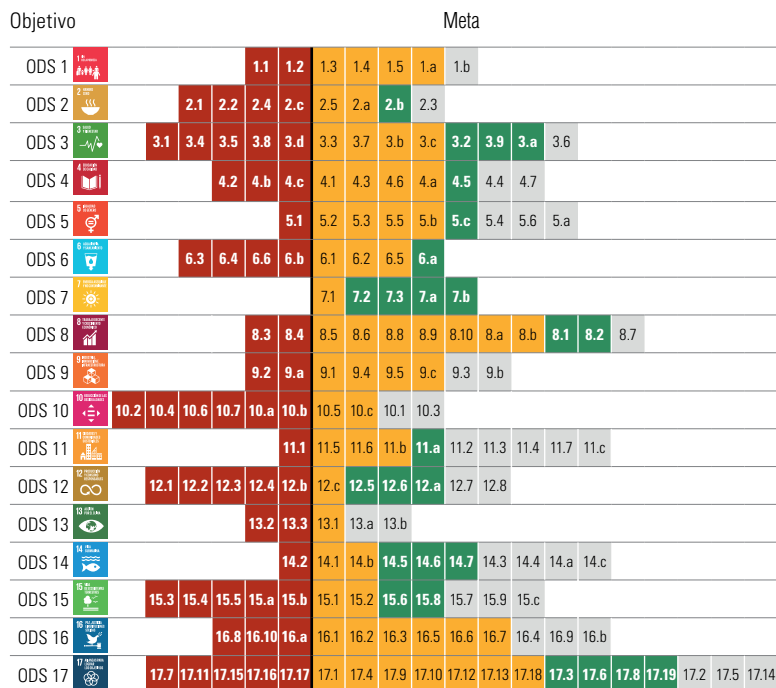 Objetivo Meta
ODS 1 1.1 1.2 1.3 1.4 1.5 1.a 1.b
ODS 2 2.1 2.2 2.4 2.c 2.5 2.a 2.b 2.3
ODS 3 3.1 3.4 3.5 3.8 3.d 3.3 3.7 3.b 3.c 3.2 3.9 3.a 3.6
ODS 4 4.2 4.b 4.c 4.1 4.3 4.6 4.a 4.5 4.4 4.7
ODS 5 5.1 5.2 5.3 5.5 5.b 5.c 5.4 5.6 5.a
ODS 6 6.3 6.4 6.6 6.b 6.1 6.2 6.5 6.a
ODS 7 7.1 7.2 7.3 7.a 7.b
ODS 8 8.3 8.4 8.5 8.6 8.8 8.9 8.10 8.a 8.b 8.1 8.2 8.7
ODS 9 9.2 9.a 9.1 9.4 9.5 9.c 9.3 9.b
ODS 10 10.2 10.4 10.6 10.7 10.a 10.b 10.5 10.c 10.1 10.3
ODS 11 11.1 11.5 11.6 11.b 11.a 11.2 11.3 11.4 11.7 11.c
ODS 12 12.1 12.2 12.3 12.4 12.b 12.c 12.5 12.6 12.a 12.7 12.8
ODS 13 13.2 13.3 13.1 13.a 13.b
ODS 14 14.2 14.1 14.b 14.5 14.6 14.7 14.3 14.4 14.a 14.c
ODS 15 15.3 15.4 15.5 15.a 15.b 15.1 15.2 15.6 15.8 15.7 15.9 15.c
ODS 16 16.8 16.10 16.a 16.1 16.2 16.3 16.5 16.6 16.7 16.4 16.9 16.b
ODS 17 17.7 17.11 17.15 17.16 17.17 17.1 17.4 17.9 17.10 17.12 17.13 17.18 17.3 17.6 17.8 17.19 17.2 17.5 17.14